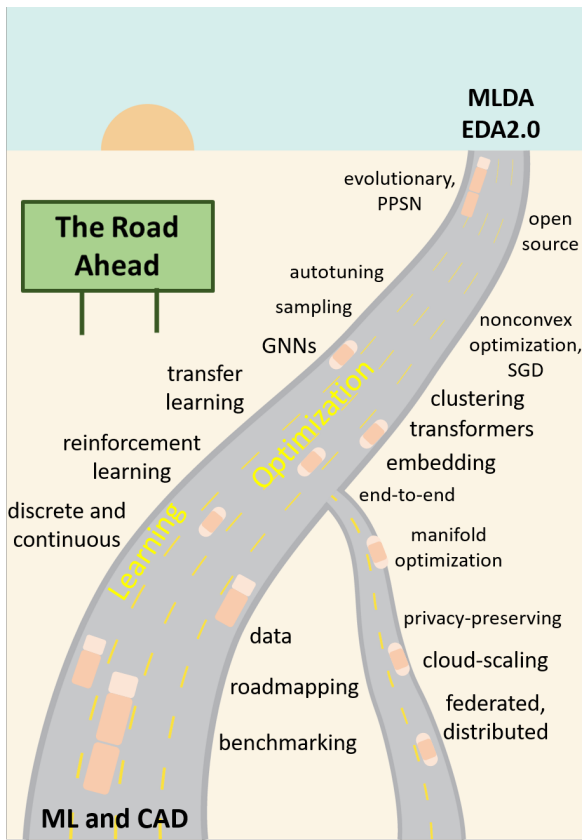 MLDA
EDA2.0
evolutionary,
PPSN
open
source
The Road
Ahead
autotuning
sampling
GNNs
nonconvex
optimization,
SGD
transfer
learning
clustering
transformers
embedding
Optimization
reinforcement
learning
end-to-end
discrete and
continuous
Learning
manifold
optimization
data
privacy-preserving
cloud-scaling
roadmapping
federated,
distributed
benchmarking
ML and CAD